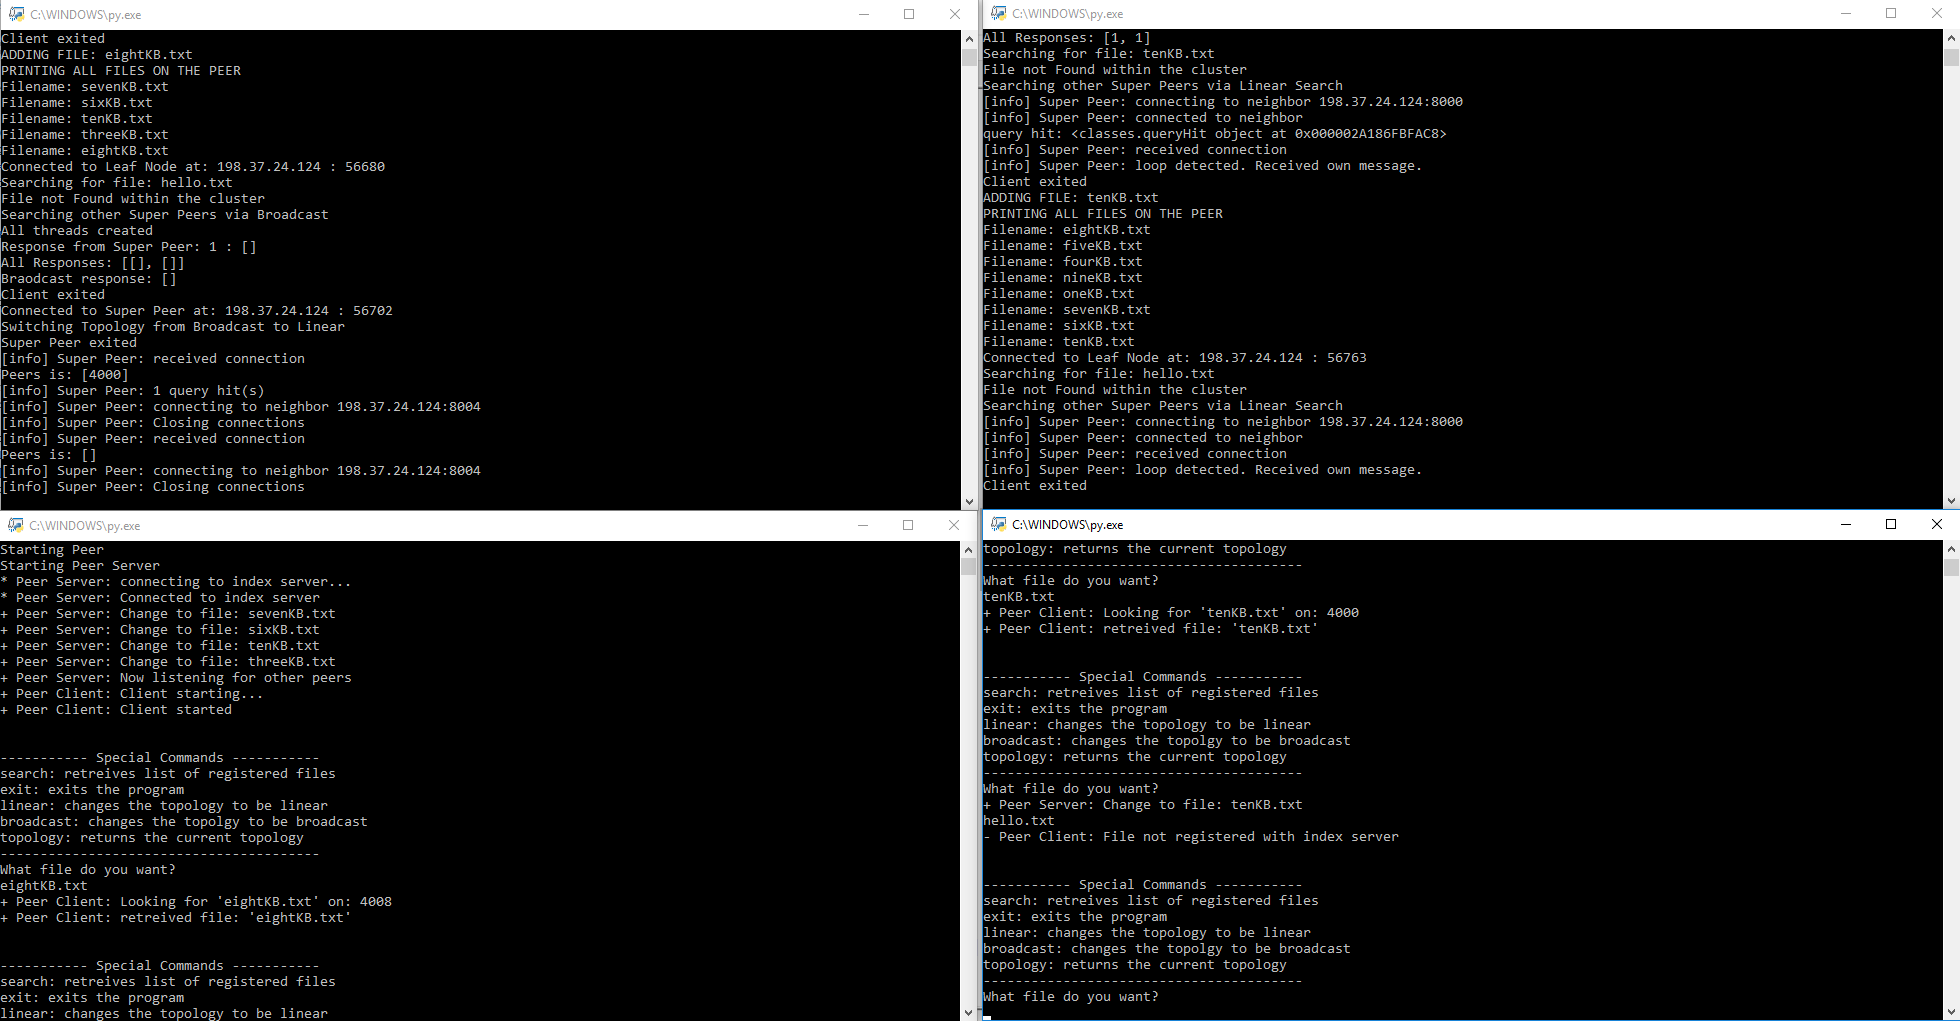 C:\WINDOWS\py.exe
Client exited
ADDING FILE: eightKB.txt
PRINTING ALL FILES ON THE PEER
Filename: sevenKB.txt
Filename: sixKB.txt
Filename: tenKB.txt
Filename: threeKB.txt
Filename: eightKB.txt
Connected to Leaf Node at: 198.37.24.124 : 56680
Searching for file: hello.txt
File not Found within the cluster
Searching other Super Peers via Broadcast
All threads created
Response from Super Peer: 1 : []
All Responses: [[], []]
Braodcast response: []
Client exited
Connected to Super Peer at: 198.37.24.124 : 56702
Switching Topology from Broadcast to Linear
Super Peer exited
[info] Super Peer: received connection
Peers is: [4000]
[info] Super Peer: 1 query hit(s)
[info] Super Peer: connecting to neighbor 198.37.24.124:8004
[info] Super Peer: Closing connections
[info] Super Peer: received connection
Peers is: []
[info] Super Peer: connecting to neighbor 198.37.24.124:8004
[info] Super Peer: Closing connections
C:\WINDOWS\py.exe
All Responses: [1, 1]
Searching for file: tenKB.txt
File not Found within the cluster
Searching other Super Peers via Linear Search
[info] Super Peer: connecting to neighbor 198.37.24.124:8000
[info] Super Peer: connected to neighbor
query hit: <classes.queryHit object at 0x000002A186FBFAC8>
[info] Super Peer: received connection
[info] Super Peer: loop detected. Received own message.
Client exited
ADDING FILE: tenKB.txt
PRINTING ALL FILES ON THE PEER
Filename: eightKB.txt
Filename: fiveKB.txt
Filename: fourKB.txt
Filename: nineKB.txt
Filename: oneKB.txt
Filename: sevenKB.txt
Filename: sixKB.txt
Filename: tenKB.txt
Connected to Leaf Node at: 198.37.24.124 : 56763
Searching for file: hello.txt
File not Found within the cluster
Searching other Super Peers via Linear Search
[info] Super Peer: connecting to neighbor 198.37.24.124:8000
[info] Super Peer: connected to neighbor
[info] Super Peer: received connection
[info] Super Peer: loop detected. Received own message.
Client exited
C:\WINDOWS\py.exe
Starting Peer
Starting Peer Server
* Peer Server: connecting to index server...
* Peer Server: Connected to index server
+ Peer Server: Change to file: sevenKB.txt
+ Peer Server: Change to file: sixKB.txt
+ Peer Server: Change to file: tenKB.txt
+ Peer Server: Change to file: threeKB.txt
+ Peer Server: Now listening for other peers
+ Peer Client: Client starting...
+ Peer Client: Client started
----------- Special Commands -----------
search: retreives list of registered files
exit: exits the program
linear: changes the topology to be linear
broadcast: changes the topolgy to be broadcast
topology: returns the current topology
----------------------------------------
What file do you want?
eightKB.txt
+ Peer Client: Looking for 'eightKB.txt' on: 4008
+ Peer Client: retreived file: 'eightKB.txt'
----------- Special Commands -----------
search: retreives list of registered files
exit: exits the program
linear: changes the topology to be linear
C:\WINDOWS\py.exe
topology: returns the current topology
----------------------------------------
What file do you want?
tenKB.txt
+ Peer Client: Looking for 'tenKB.txt' on: 4000
+ Peer Client: retreived file: 'tenKB.txt'
----------- Special Commands -----------
search: retreives list of registered files
exit: exits the program
linear: changes the topology to be linear
broadcast: changes the topolgy to be broadcast
topology: returns the current topology
----------------------------------------
What file do you want?
+ Peer Server: Change to file: tenKB.txt
hello.txt
- Peer Client: File not registered with index server
----------- Special Commands -----------
search: retreives list of registered files
exit: exits the program
linear: changes the topology to be linear
broadcast: changes the topolgy to be broadcast
topology: returns the current topology
----------------------------------------
What file do you want?